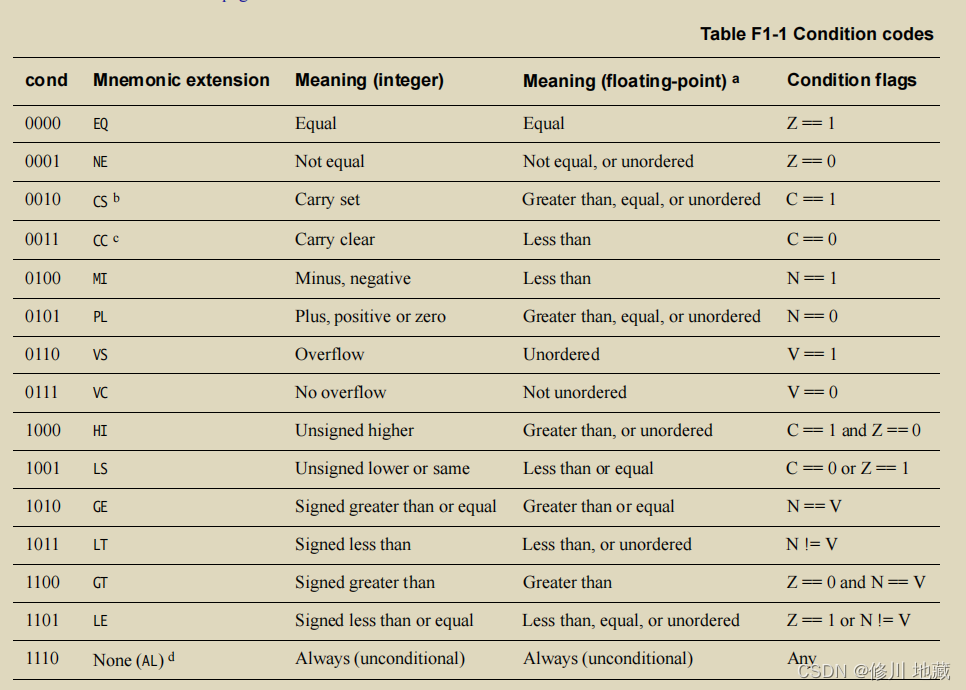 Table F1-1 Condition codes
cond Mnemonic extension Meaning (integer) Meaning (floating-point) a Condition flags
0000 EQ Equal Equal Z == 1
0001 NE Not equal Not equal, or unordered Z == 0
0010 CS b Carry set Greater than, equal, or unordered C == 1
0011 CC c Carry clear Less than C == 0
0100 MI Minus, negative Less than N == 1
0101 PL Plus, positive or zero Greater than, equal, or unordered N == 0
0110 VS Overflow Unordered V == 1
0111 VC No overflow Not unordered V == 0
1000 HI Unsigned higher Greater than, or unordered C == 1 and Z == 0
1001 LS Unsigned lower or same Less than or equal C == 0 or Z == 1
1010 GE Signed greater than or equal Greater than or equal N == V
1011 LT Signed less than Less than, or unordered N != V
1100 GT Signed greater than Greater than Z == 0 and N == V
1101 LE Signed less than or equal Less than, equal, or unordered Z == 1 or N != V
1110 None (AL) d Always (unconditional) Always (unconditional) Any
CSDN @修川 地藏